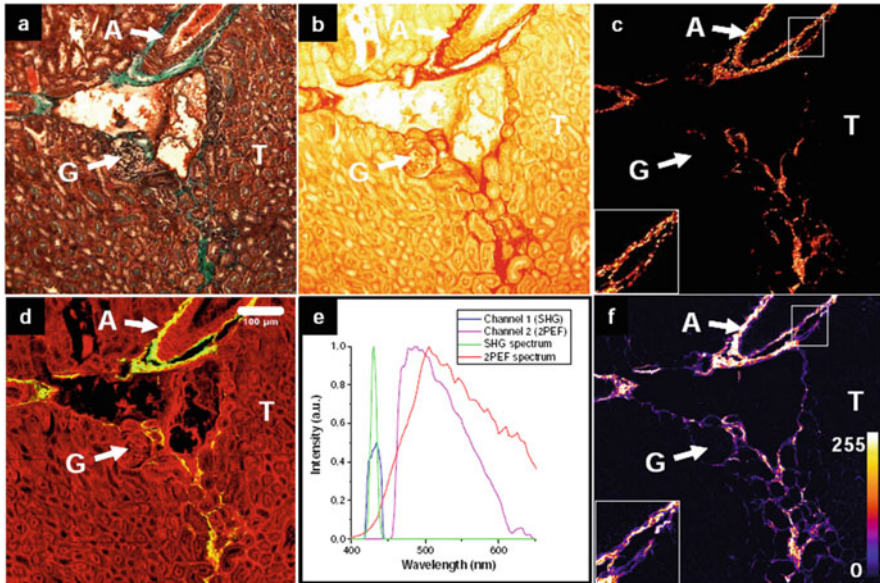 a
A
G
T
b
A
G
T
c
A
G
T
d
A
100 µm
G
T
e
Channel 1 (SHG)
Channel 2 (2PEF)
SHG spectrum
2PEF spectrum
Intensity (a.u.)
1.0
0.8
0.6
0.4
0.2
0.0
400
500
600
Wavelength (nm)
f
A
G
T
255
0